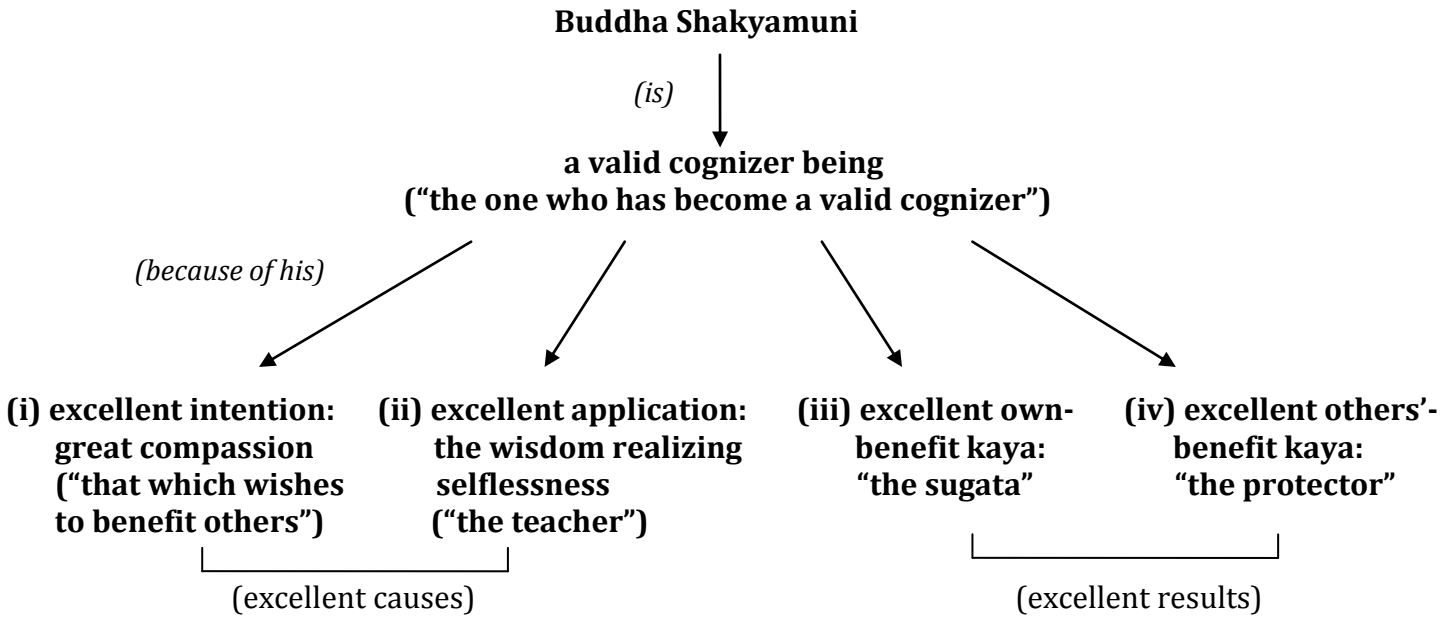 Buddha Shakyamuni
(is)
a valid cognizer being
(“the one who has become a valid cognizer”)
(because of his)
(i) excellent intention:
great compassion
(“that which wishes
to benefit others”)
(ii) excellent application:
the wisdom realizing
selflessness
(“the teacher”)
(iii) excellent own-
benefit kaya:
“the sugata”
(iv) excellent others’-
benefit kaya:
“the protector”
(excellent causes)
(excellent results)